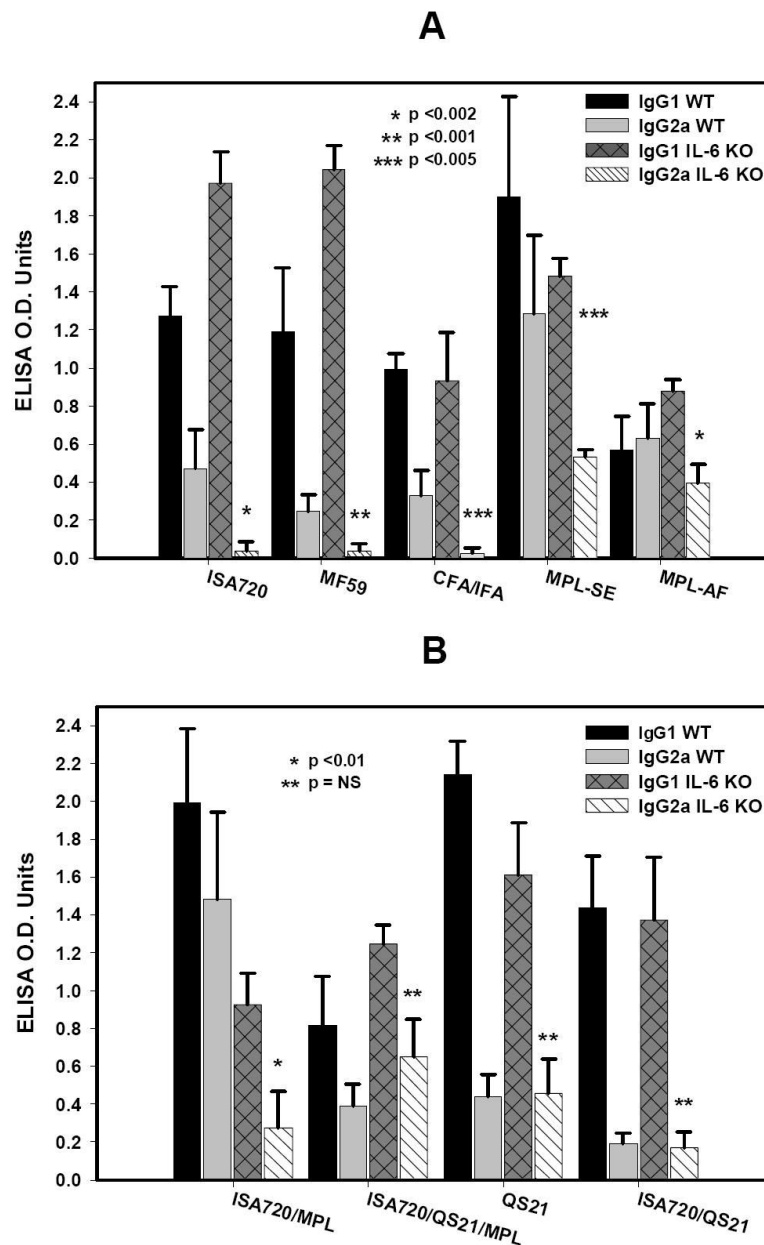 A
ELISA O.D. Units
2.4
2.2
2.0
1.8
1.6
1.4
1.2
1.0
0.8
0.6
0.4
0.2
0.0
* p <0.002
** p <0.001
*** p <0.005
IgG1 WT
IgG2a WT
IgG1 IL-6 KO
IgG2a IL-6 KO
*
**
***
***
*
ISA720
MF59
CFA/IFA
MPL-SE
MPL-AF
B
ELISA O.D. Units
2.4
2.2
2.0
1.8
1.6
1.4
1.2
1.0
0.8
0.6
0.4
0.2
0.0
* p <0.01
** p = NS
IgG1 WT
IgG2a WT
IgG1 IL-6 KO
IgG2a IL-6 KO
*
**
**
**
ISA720/MPL
ISA720/QS21/MPL
QS21
ISA720/QS21